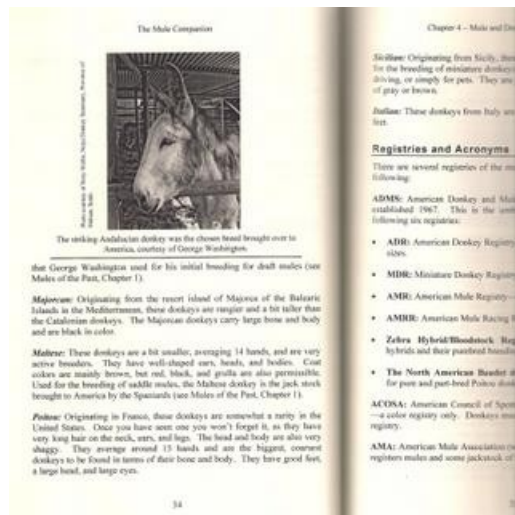 The Mule Companion
The striking Andalucian donkey was the chosen breed brought over to
America, courtesy of George Washington.
that George Washington used for his initial breeding for draft mules (see
Mules of the Past, Chapter 1).
Majorcan: Originating from the resort island of Majorca of the Balearic
Islands in the Mediterranean, these donkeys are rangier and a bit taller than
the Catalonian donkeys. The Majorcan donkeys carry large bone and body
and are black in color.
Maltese: These donkeys are a bit smaller, averaging 14 hands, and are very
active breeders. They have well-shaped ears, heads, and bodies. Coat
colors are mainly brown, but red, black, and grulla are also permissible.
Used for the breeding of saddle mules, the Maltese donkey is the jack stock
brought to America by the Spaniards (see Mules of the Past, Chapter 1).
Poitou: Originating in France, these donkeys are somewhat a rarity in the
United States. Once you have seen one you won't forget it, as they have
very long hair on the neck, ears, and legs. The head and body are also very
shaggy. They average around 15 hands and are the biggest, coarsest
donkeys to be found in terms of their bone and body. They have good feet,
a large head, and large eyes.
34
Chapter 4 – Mule and
Sicilian: Originating from Sicily,
for the breeding of miniature donkeys
driving, or simply for pets. They are
of gray or brown.
Italian: These donkeys from Italy are
feet.
Registries and Acronyms
There are several registries of the
following:
ADMS: American Donkey and
established 1967. This is the
following six registries:
• ADR: American Donkey Registry
sizes.
• MDR: Miniature Donkey Registry
• AMR: American Mule Registry—
• AMRR: American Mule Racing
• Zebra Hybrid/Bloodstock
hybrids and their purebred
• The North American Baudet
for pure and part-bred Poitou
ACOSA: American Council of
—a color registry only. Donkeys
registry.
AMA: American Mule Association
registers mules and some jackstock of